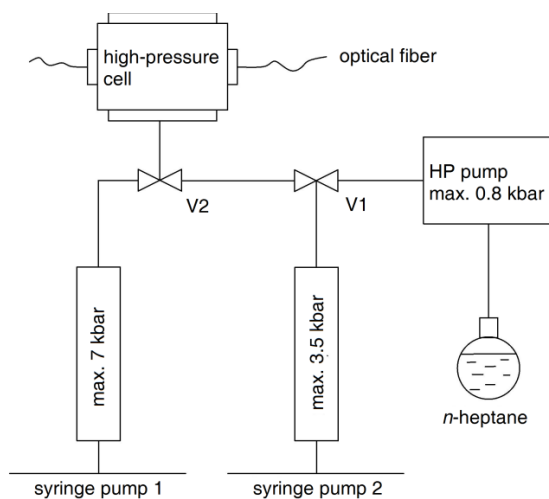 high-pressure
cell
optical fiber
HP pump
max. 0.8 kbar
V2
V1
max. 7 kbar
max. 3.5 kbar
n-heptane
syringe pump 1
syringe pump 2